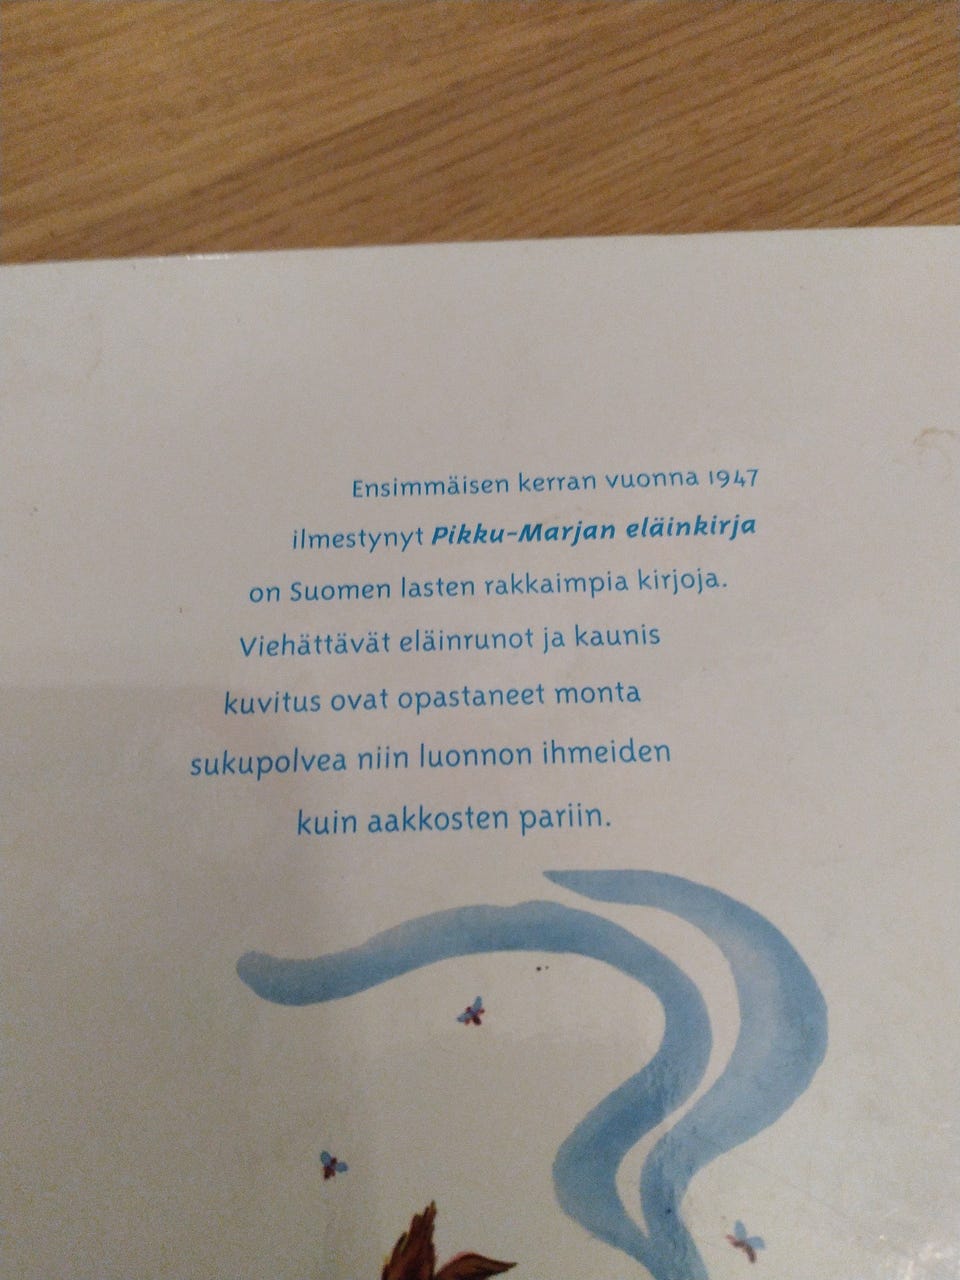 Ensimmäisen kerran vuonna 1947
ilmestynyt Pikku-Marjan eläinkirja
on Suomen lasten rakkaimpia kirjoja.
Viehättävät eläinrunot ja kaunis
kuvitus ovat opastaneet monta
sukupolvea niin luonnon ihmeiden
kuin aakkosten pariin.